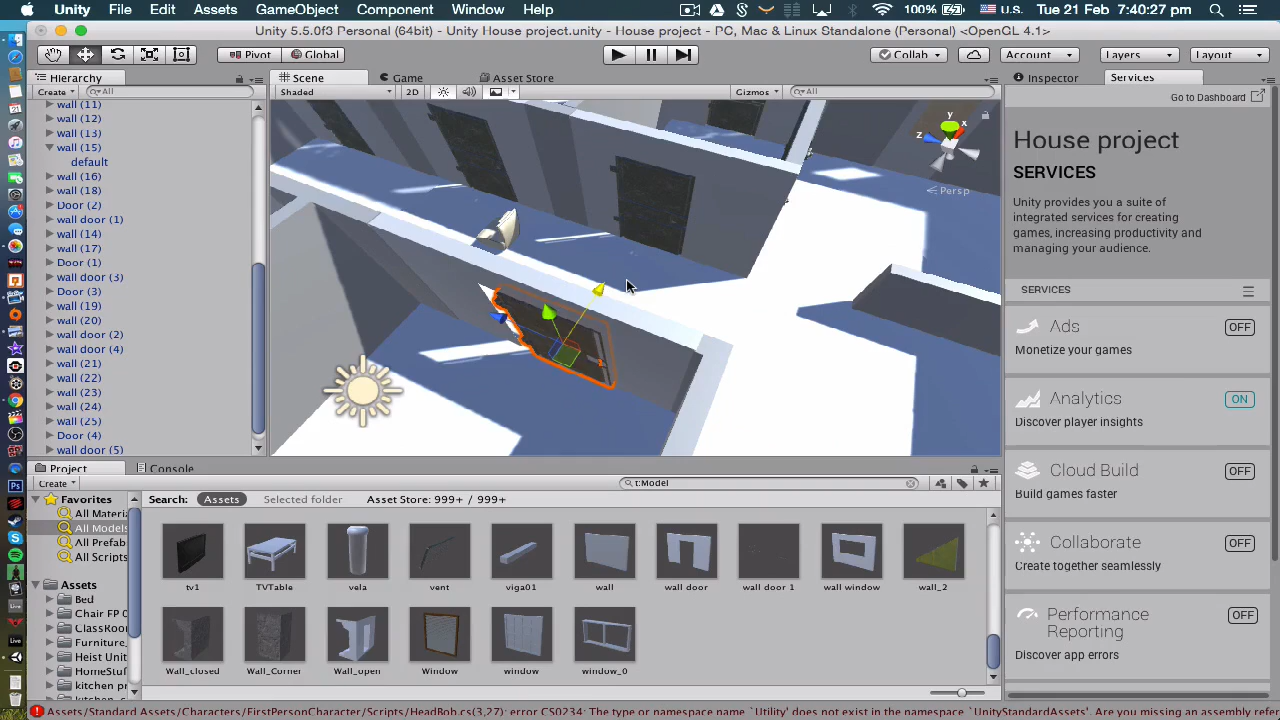 Unity File Edit Assets GameObject Component Window Help 100% U.S. Tue 21 Feb 7:40:27 pm
Unity 5.5.0f3 Personal (64bit) - Unity House project.unity - House project - PC, Mac & Linux Standalone (Personal) <OpenGL 4.1>
Pivot Global Collab Account Layers Layout
Hierarchy Scene Game Asset Store Inspector Services
Create All Shaded 2D Gizmos All Go to Dashboard
wall (11)
wall (12)
wall (13)
wall (15)
default
wall (16)
wall (18)
Door (2)
wall door (1)
wall (14)
wall (17)
Door (1)
wall door (3)
Door (3)
wall (19)
wall (20)
wall door (2)
wall door (4)
wall (21)
wall (22)
wall (23)
wall (24)
wall (25)
Door (4)
wall door (5)
y
x
z
Persp
House project
SERVICES
Unity provides you a suite of
integrated services for creating
games, increasing productivity and
managing your audience.
SERVICES
Ads OFF
Monetize your games
Analytics ON
Discover player insights
Cloud Build OFF
Build games faster
Collaborate OFF
Create together seamlessly
Performance
Reporting OFF
Discover app errors
Project Console
Create t:Model
Favorites
All Materia
All Models
All Prefab
All Scripts
Assets
Bed
Chair FP 0
ClassRoo
Furniture_
Heist Unit
HomeStuf
kitchen pr
Search: Assets Selected folder Asset Store: 999+ / 999+
tv1 TVTable vela vent viga01 wall wall door wall door 1 wall window wall_2
Wall_closed Wall_Corner Wall_open Window window window_0
Assets/Standard Assets/Characters/FirstPersonCharacter/Scripts/HeadBob.cs(3,27): error CS0234: The type or namespace name `Utility' does not exist in the namespace `UnityStandardAssets'. Are you missing an assembly refer